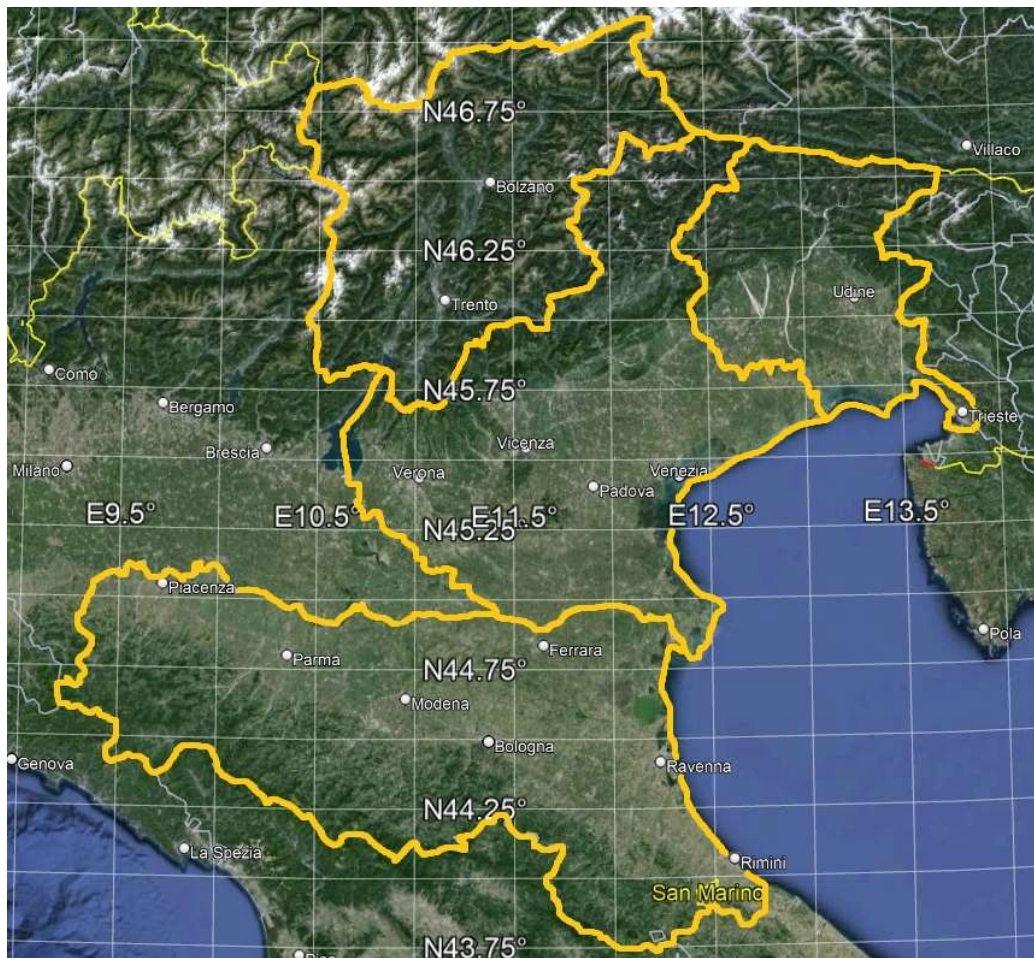 N46.75°
Villaco
Bolzano
N46.25°
Trento
Udine
Como
N45.75°
Bergamo
Trieste
Brescia
Vicenza
Milano
Verona
Padova
Venezia
E9.5°
E10.5°
E11.5°
E12.5°
E13.5°
N45.25°
Piacenza
Pola
Ferrara
Parma
N44.75°
Modena
Bologna
Genova
Ravenna
N44.25°
La Spezia
Rimini
San Marino
N43.75°